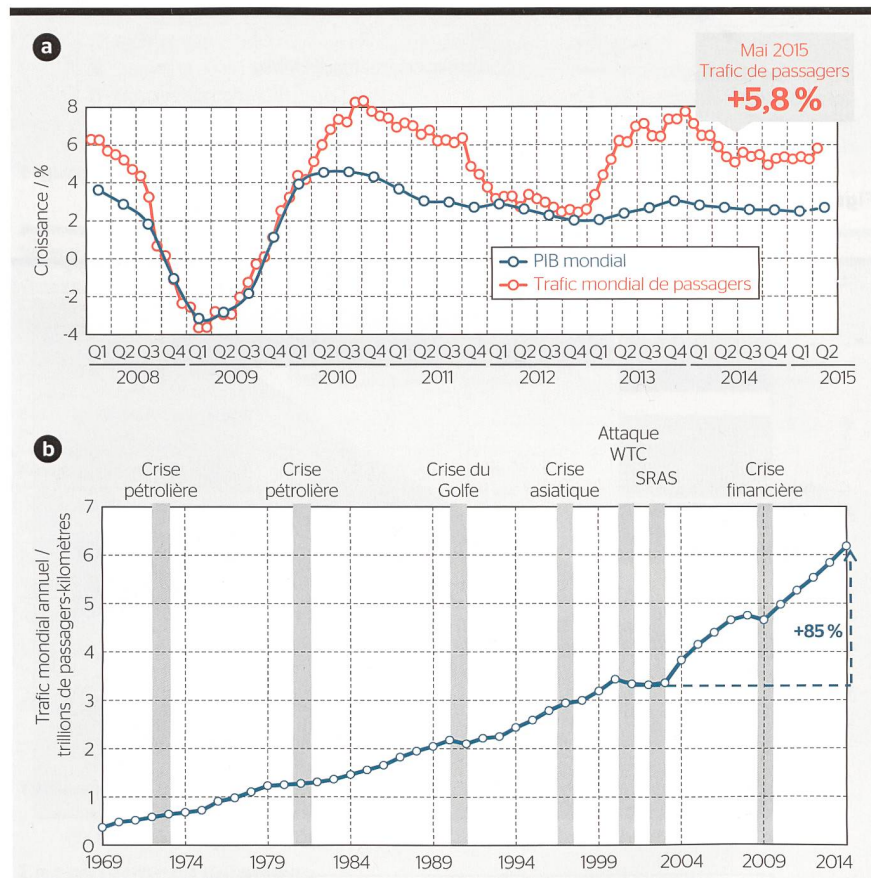 a
Mai 2015
Trafic de passagers
+5,8 %
Croissance / %
8
6
4
2
0
-2
-4
PIB mondial
Trafic mondial de passagers
Q1 Q2 Q3 Q4 Q1 Q2 Q3 Q4 Q1 Q2 Q3 Q4 Q1 Q2 Q3 Q4 Q1 Q2 Q3 Q4 Q1 Q2 Q3 Q4 Q1 Q2 Q3 Q4 Q1 Q2
2008 2009 2010 2011 2012 2013 2014 2015
b
Crise
pétrolière
Crise
pétrolière
Crise du
Golfe
Crise
asiatique
Attaque
WTC
SRAS
Crise
financière
Trafic mondial annuel /
trillions de passagers-kilomètres
7
6
5
4
3
2
1
0
+85 %
1969 1974 1979 1984 1989 1994 1999 2004 2009 2014